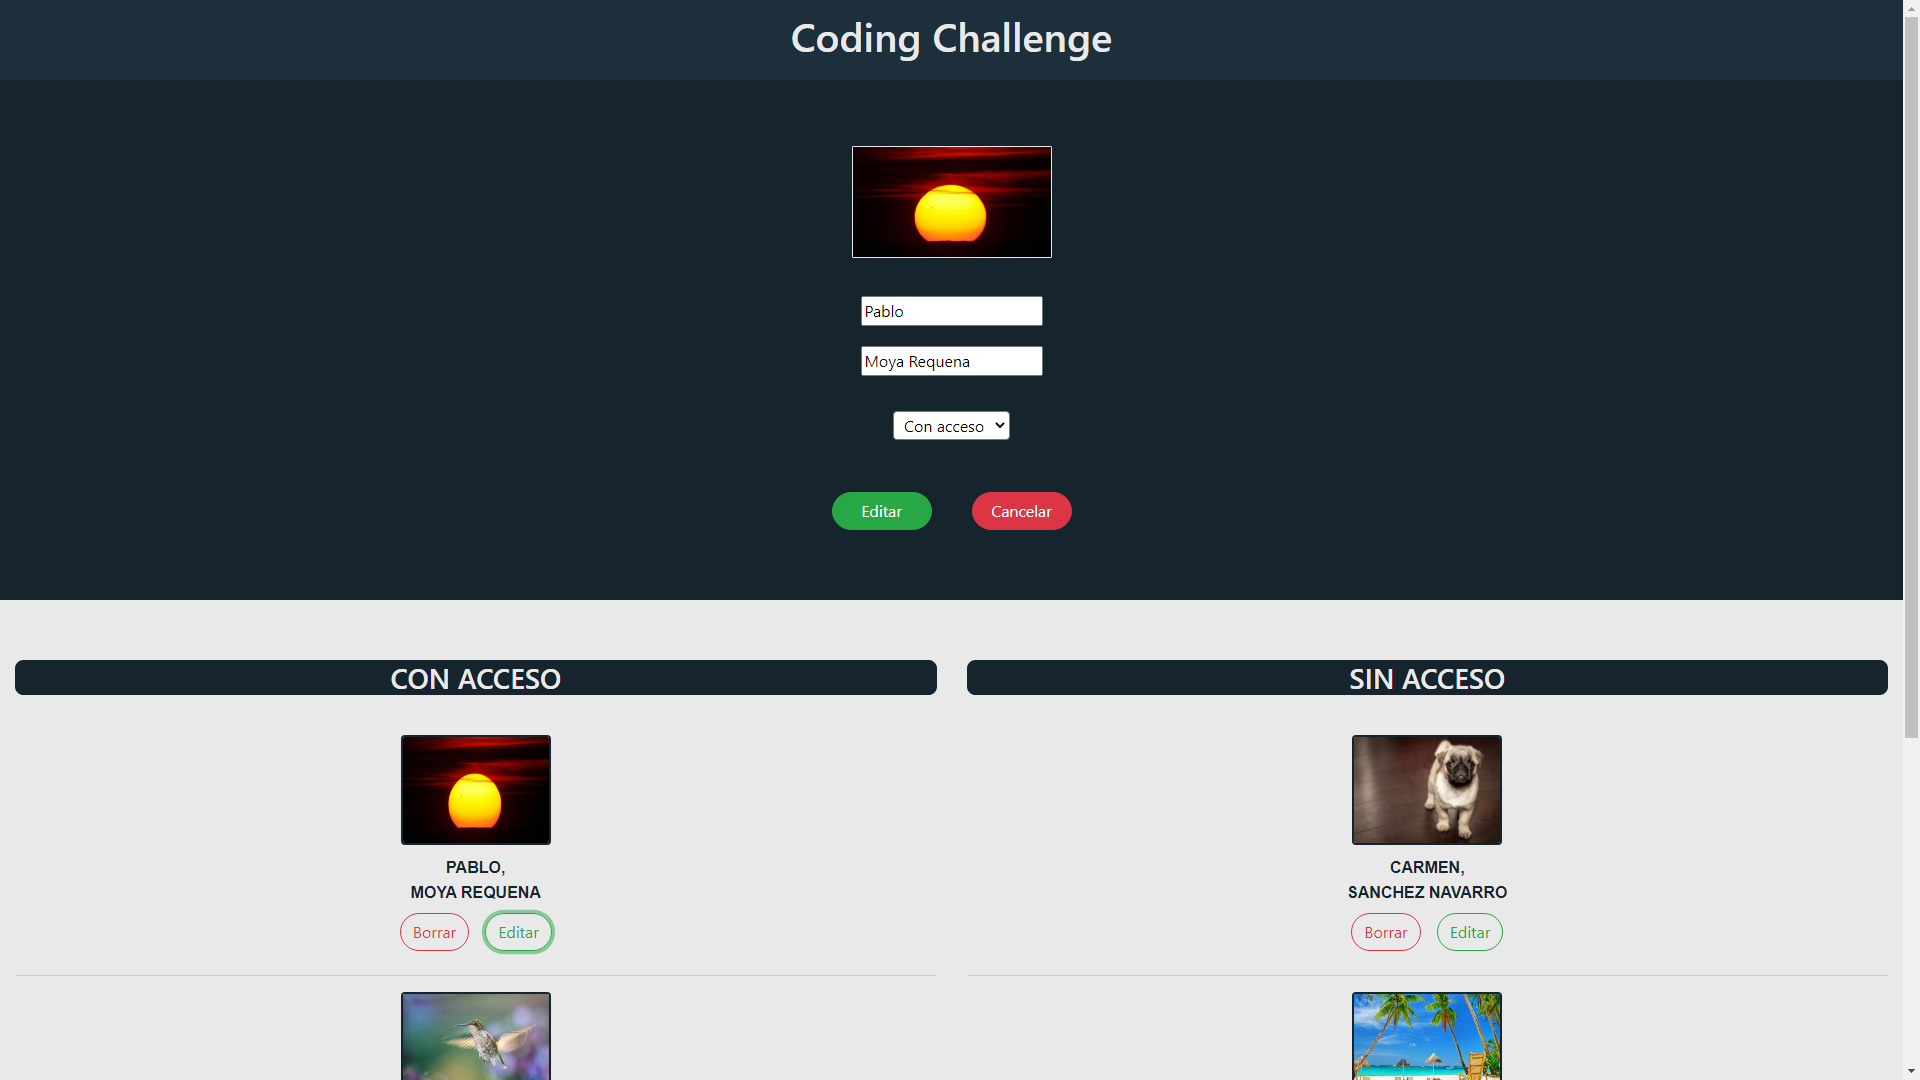 Coding Challenge
Pablo
Moya Requena
Con acceso
Editar
Cancelar
CON ACCESO
PABLO,
MOYA REQUENA
Borrar
Editar
SIN ACCESO
CARMEN,
SANCHEZ NAVARRO
Borrar
Editar